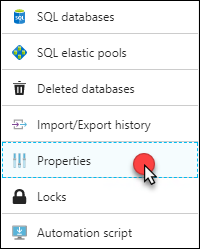 SQL databases
SQL elastic pools
Deleted databases
Import/Export history
Properties
Locks
Automation script